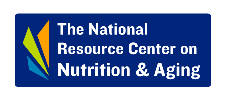 The National
Resource Center on
Nutrition & Aging